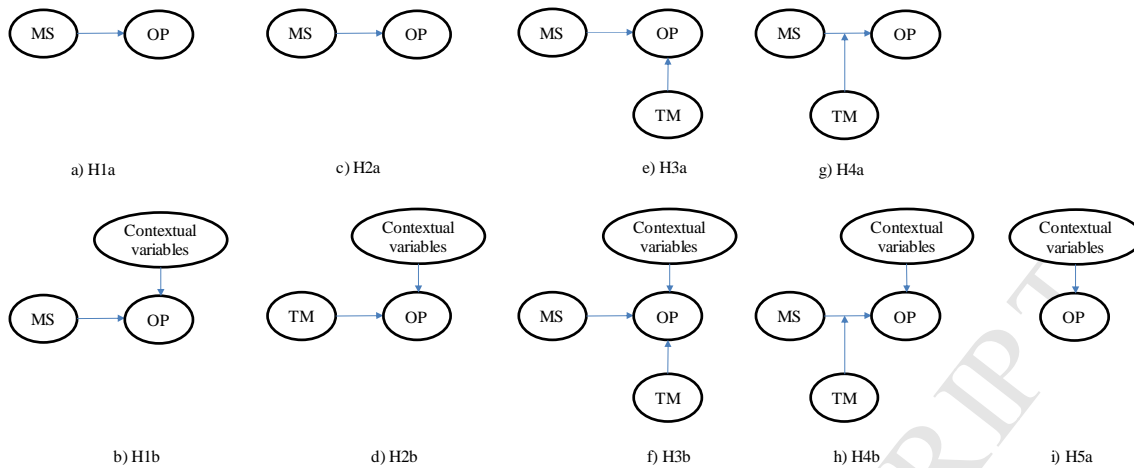 MS OP MS OP MS OP MS OP
TM TM
a) H1a c) H2a e) H3a g) H4a
Contextual variables Contextual variables Contextual variables Contextual variables Contextual variables
MS OP TM OP MS OP MS OP OP
TM TM
b) H1b d) H2b f) H3b h) H4b i) H5a
RIPT